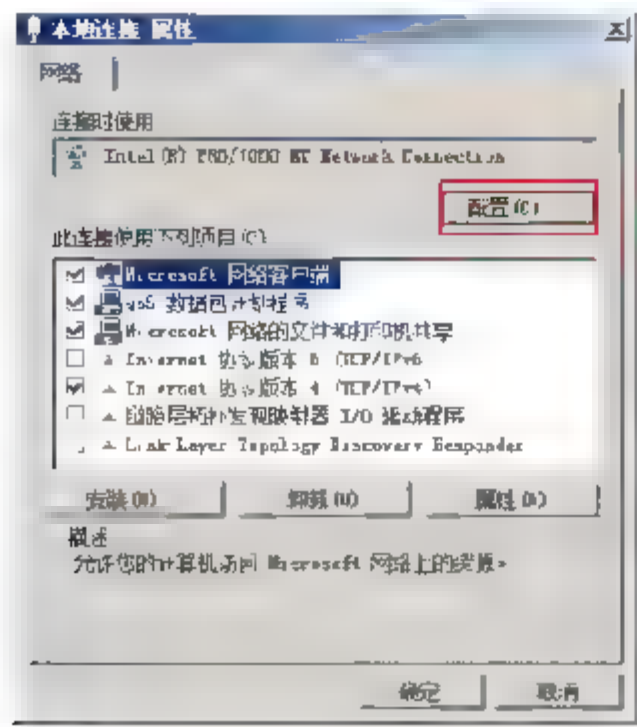 本地连接 属性
网络
连接时使用
Intel (R) PRO/1000 MT Network Connection
配置 (C)
此连接使用下列项目 (O)
Microsoft 网络客户端
QoS 数据包计划程序
Microsoft 网络的文件和打印机共享
Internet 协议版本 6 (TCP/IPv6
Internet 协议版本 4 (TCP/IPv4)
链路层拓扑发现映射器 I/O 驱动程序
Link-Layer Topology Discovery Responder
安装 (N)
卸载 (U)
属性 (R)
描述
允许您的计算机访问 Microsoft 网络上的资源。
确定
取消